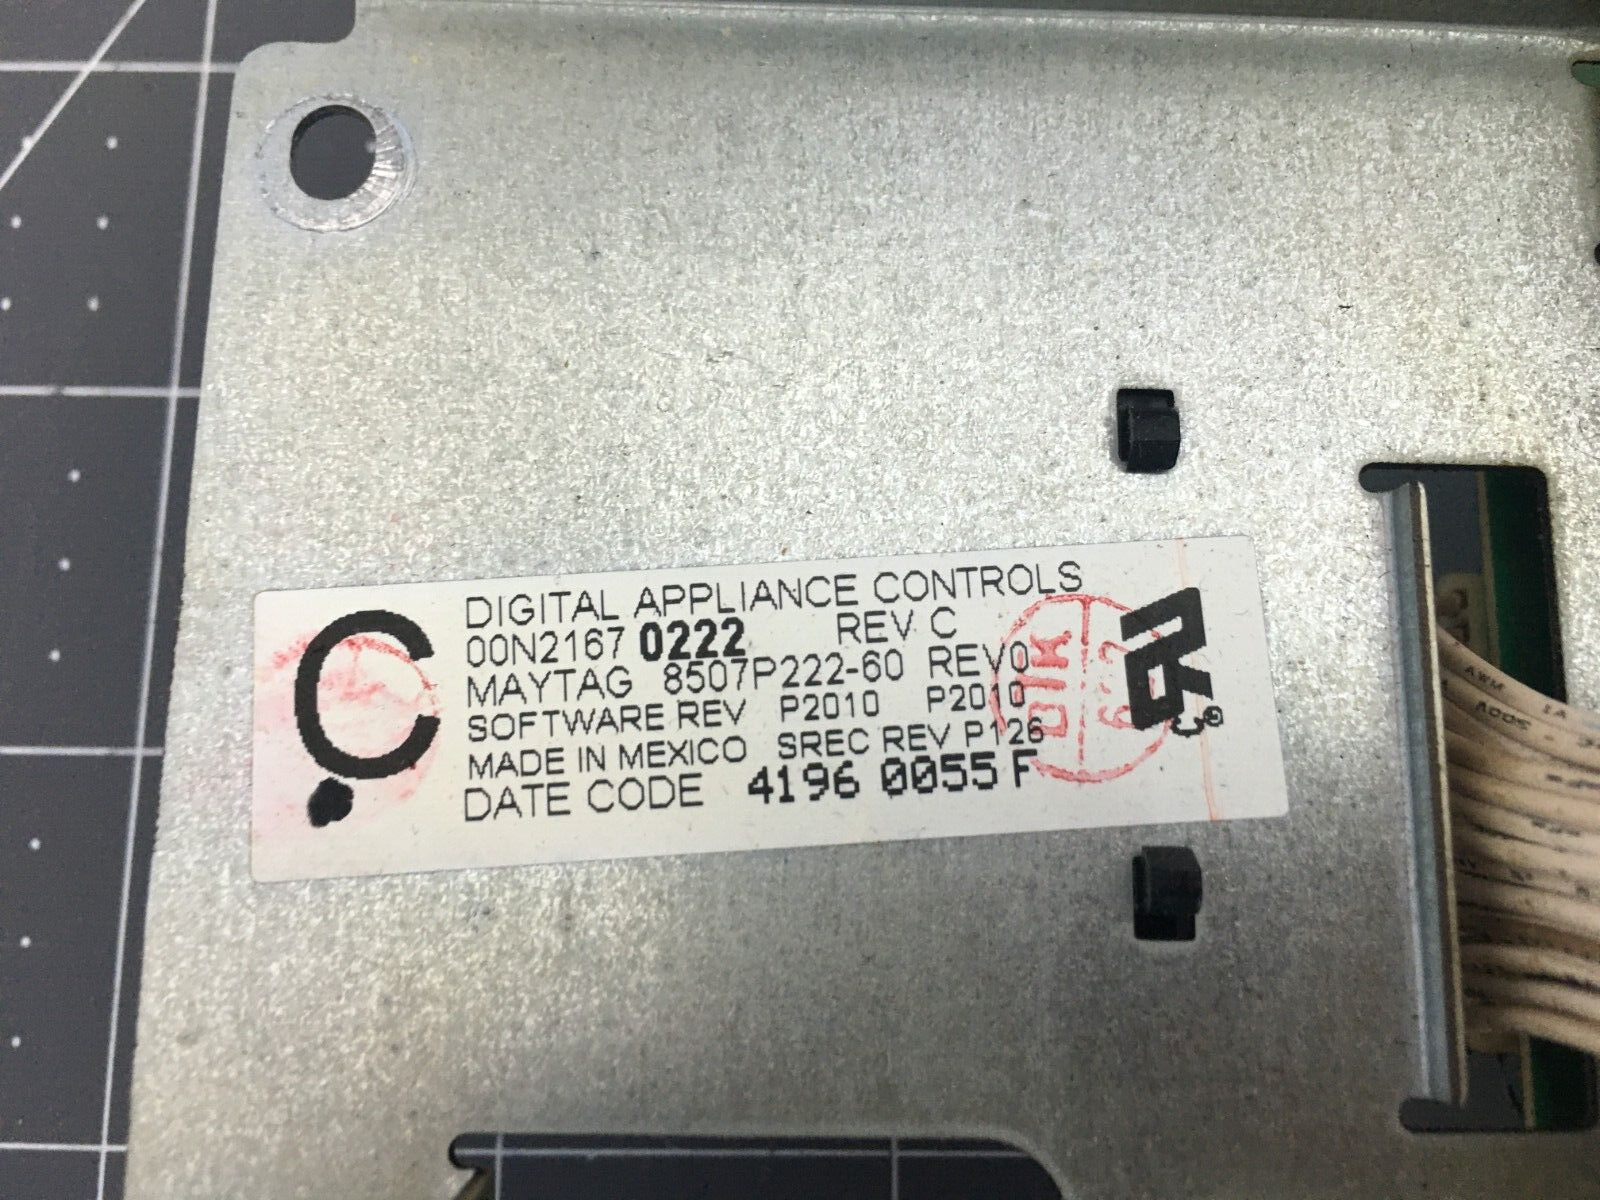 DIGITAL APPLIANCE CONTROLS
00N2167 0222 REV C
MAYTAG 8507P222-60 REV0
SOFTWARE REV P2010 P2010
MADE IN MEXICO SREC REV P126
DATE CODE 4196 0055 F
C
AWM